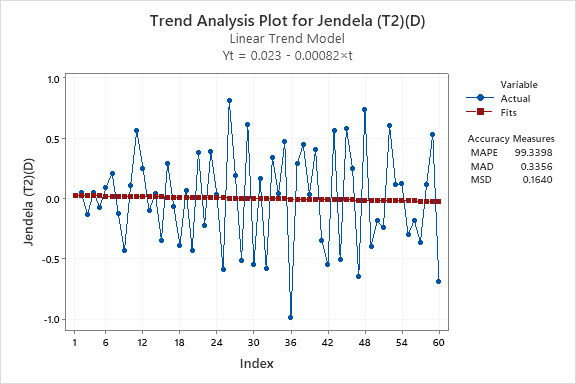 Trend Analysis Plot for Jendela (T2)(D)
Linear Trend Model
Yt = 0.023 - 0.00082×t
1.0
0.5
0.0
-0.5
-1.0
Jendela (T2)(D)
1 6 12 18 24 30 36 42 48 54 60
Index
Variable
Actual
Fits
Accuracy Measures
MAPE 99.3398
MAD 0.3356
MSD 0.1640